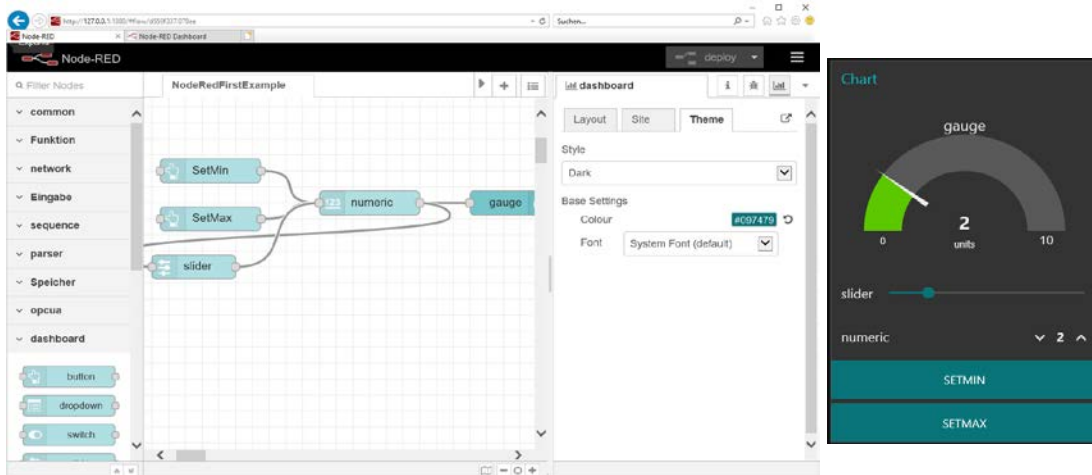 Suchen...
Node-RED
Node-RED Dashboard
Node-RED
deploy
Filter Nodes
NodeRedFirstExample
dashboard
i
common
Funktion
network
Eingabe
sequence
parser
Speicher
opcua
dashboard
button
dropdown
switch
SetMin
SetMax
slider
123
numeric
gauge
Layout
Site
Theme
Style
Dark
Base Settings
Colour
#097479
Font
System Font (default)
Chart
gauge
2
units
0
10
slider
numeric
2
SETMIN
SETMAX